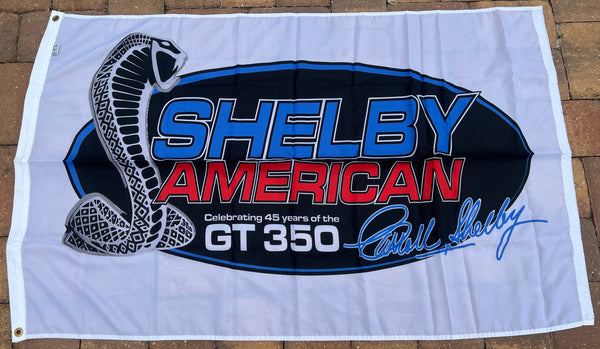 SHELBY
AMERICAN
Celebrating 45 years of the
GT 350
Carroll Shelby